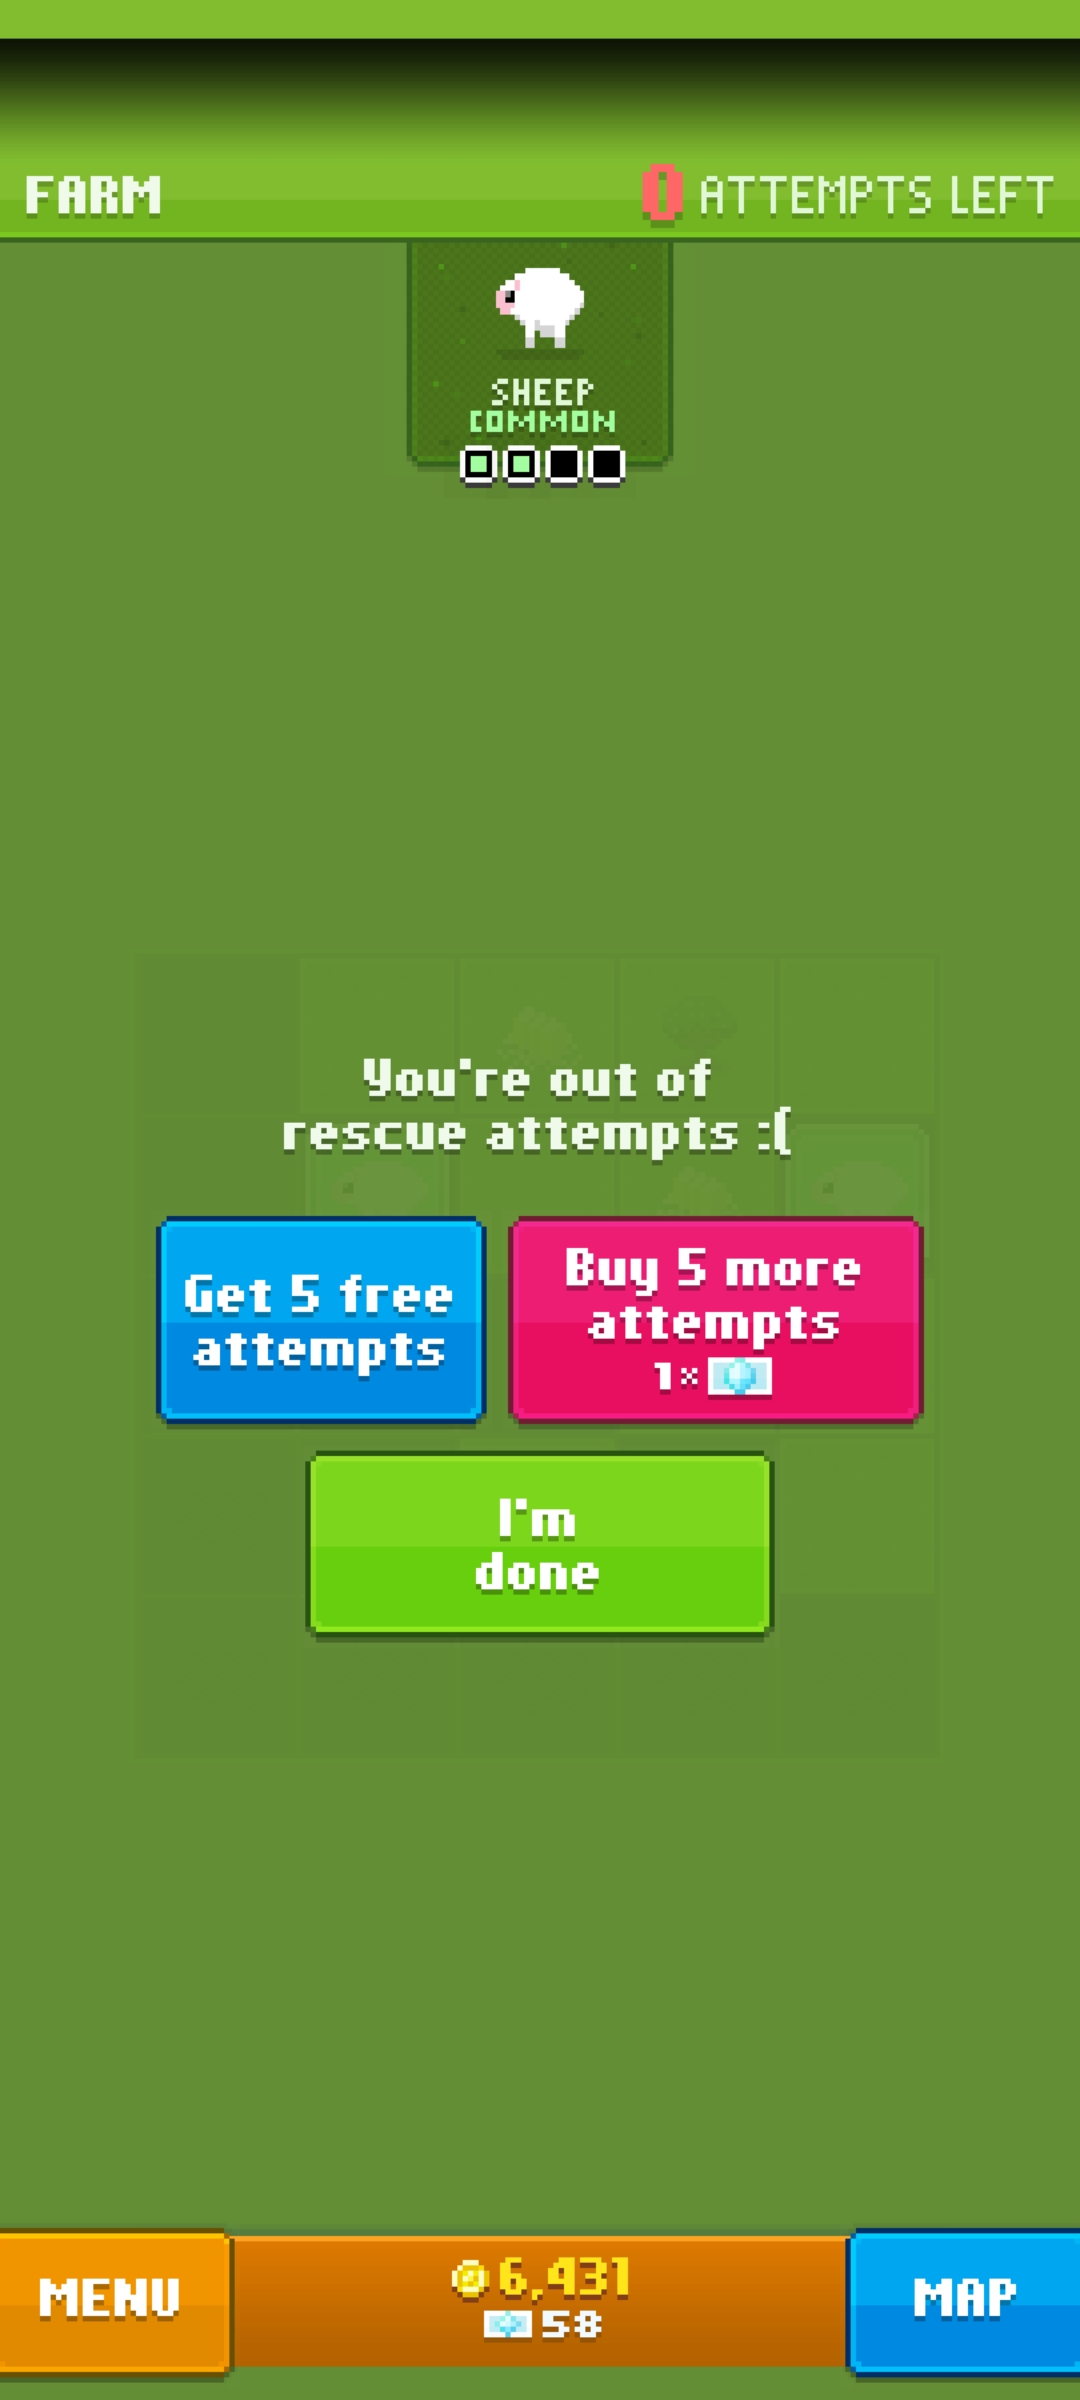 FARM
0 ATTEMPTS LEFT
SHEEP
COMMON
You're out of
rescue attempts :(
Get 5 free
attempts
Buy 5 more
attempts
1×
I'm
done
MENU
6,431
58
MAP